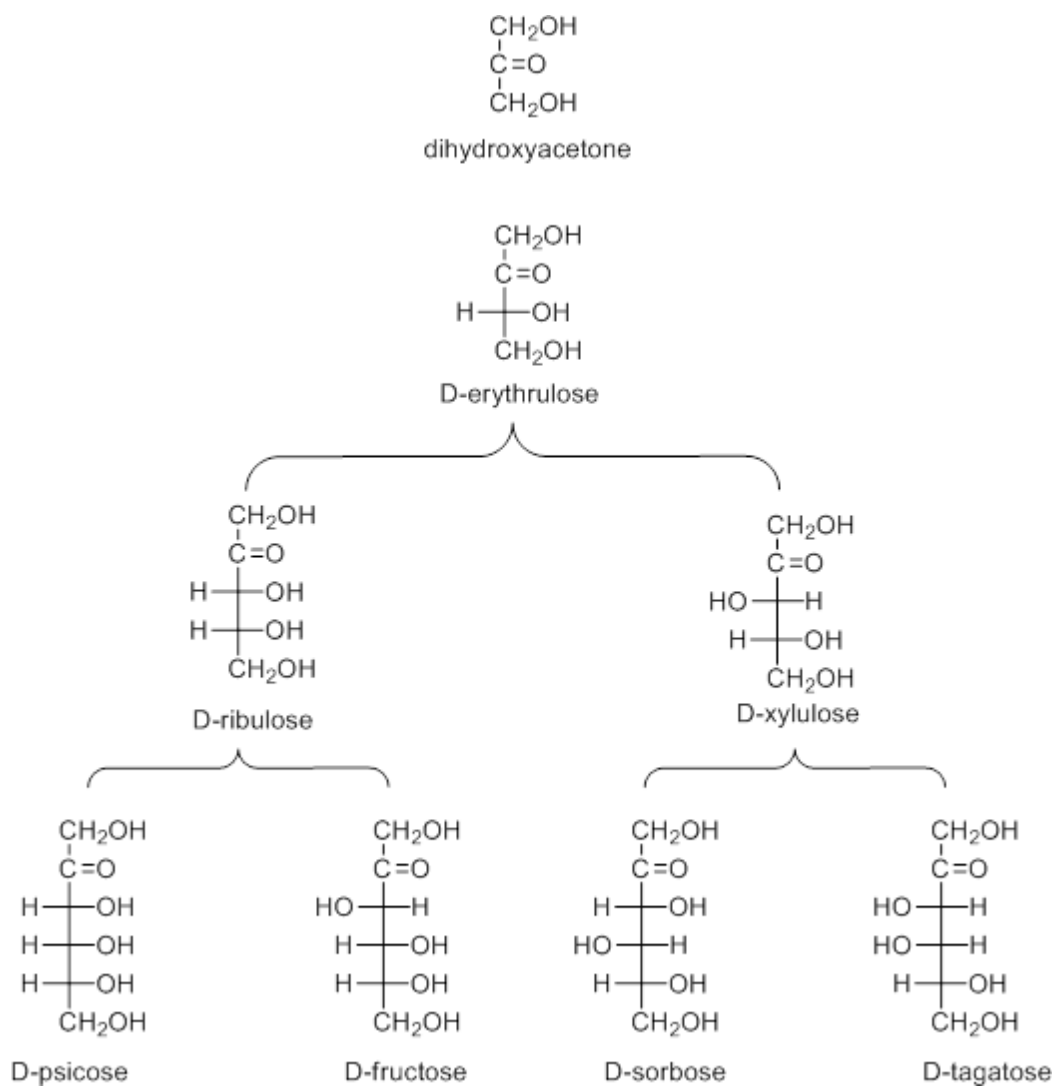 CH₂OH
C=O
CH₂OH
dihydroxyacetone
CH₂OH
C=O
H OH
CH₂OH
D-erythrulose
CH₂OH
C=O
H OH
H OH
CH₂OH
D-ribulose
CH₂OH
C=O
HO H
H OH
CH₂OH
D-xylulose
CH₂OH
C=O
H OH
H OH
H OH
CH₂OH
D-psicose
CH₂OH
C=O
HO H
H OH
H OH
CH₂OH
D-fructose
CH₂OH
C=O
H OH
HO H
H OH
CH₂OH
D-sorbose
CH₂OH
C=O
HO H
HO H
H OH
CH₂OH
D-tagatose